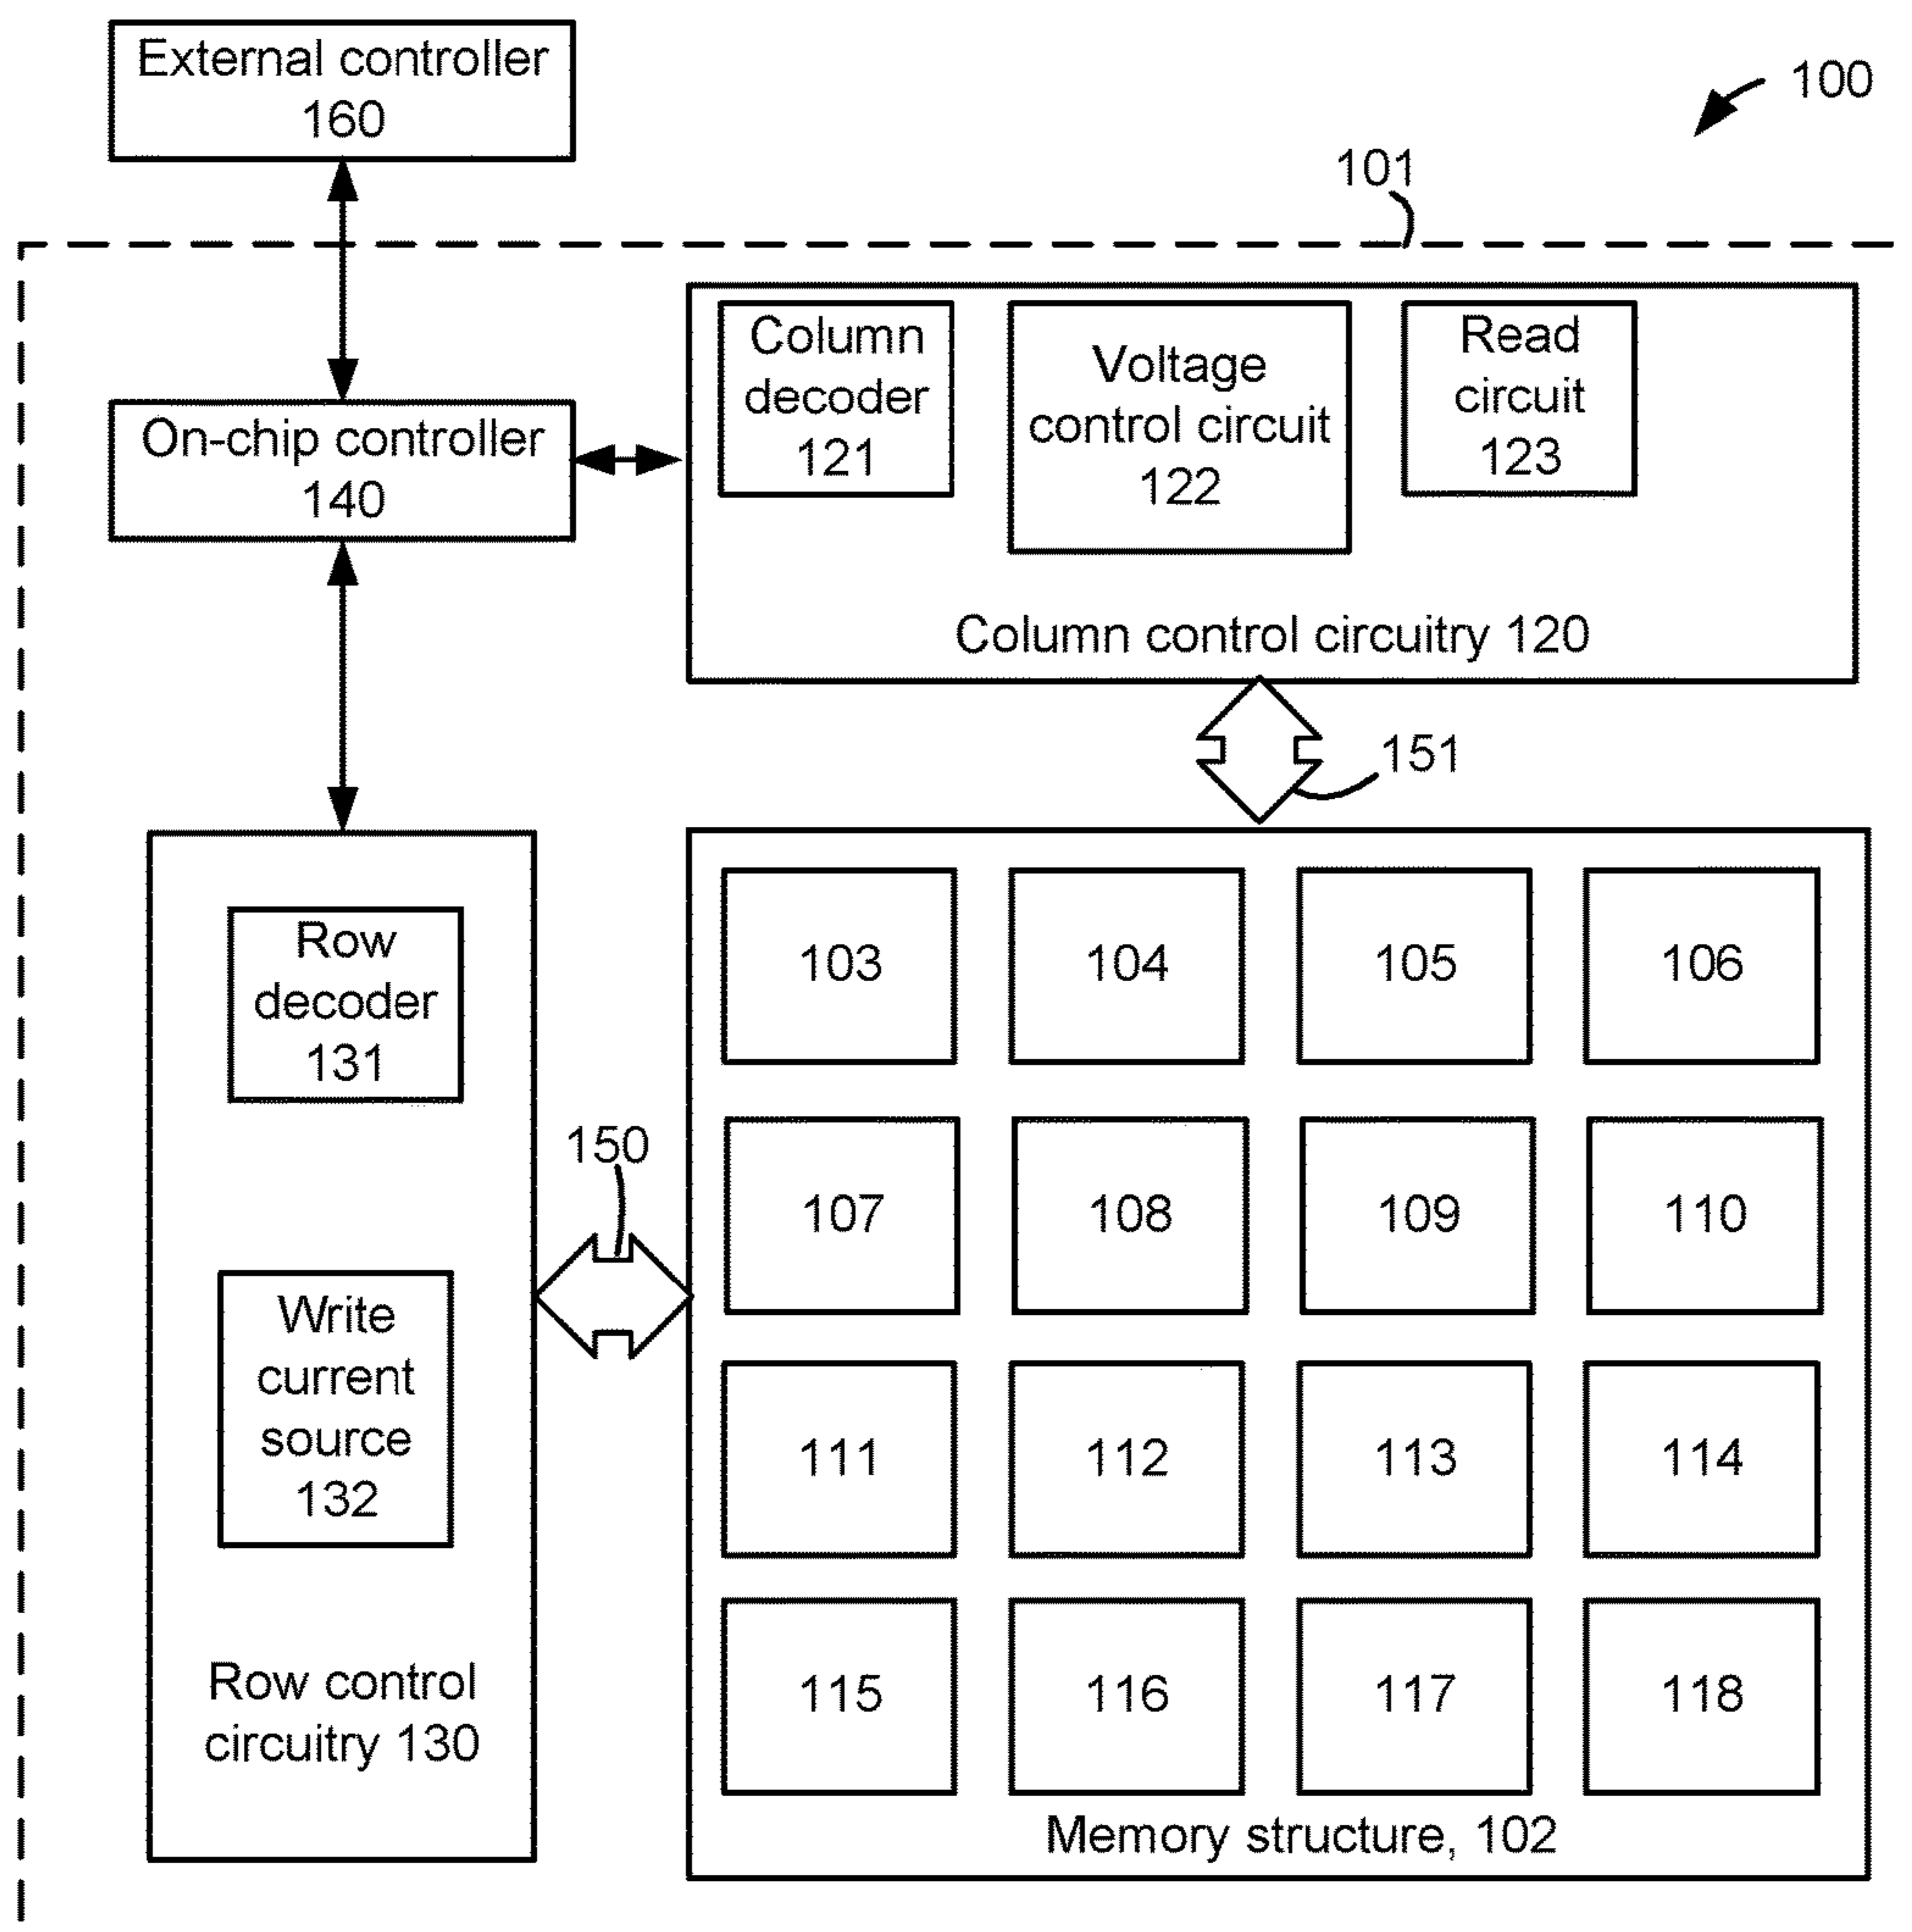 External controller
160
100
101
On-chip controller
140
Column
decoder
121
Voltage
control circuit
122
Read
circuit
123
Column control circuitry 120
151
Row
decoder
131
150
Write
current
source
132
Row control
circuitry 130
103
104
105
106
107
108
109
110
111
112
113
114
115
116
117
118
Memory structure, 102